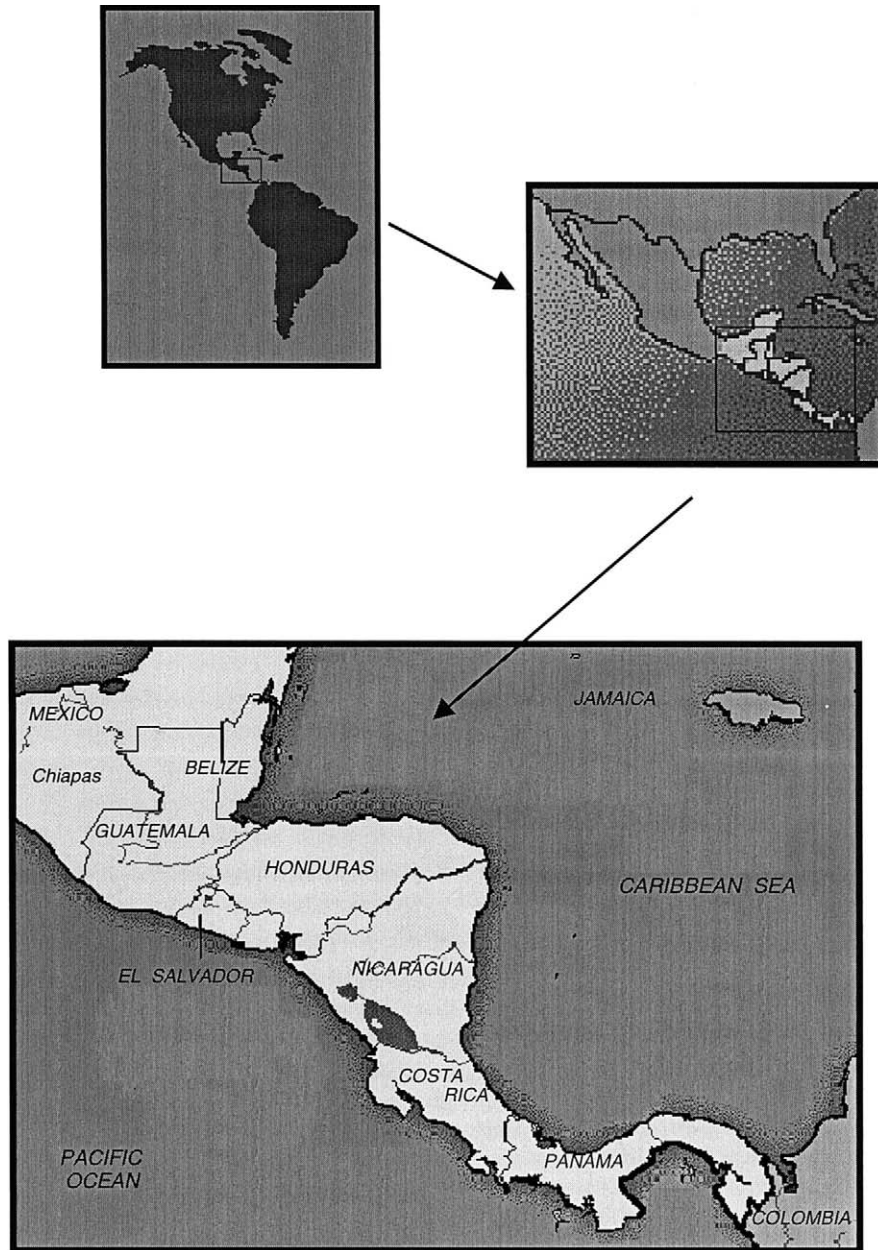 JAMAICA
MEXICO
Chiapas
BELIZE
GUATEMALA
HONDURAS
CARIBBEAN SEA
EL SALVADOR
NICARAGUA
COSTA
RICA
PACIFIC
OCEAN
PANAMA
COLOMBIA